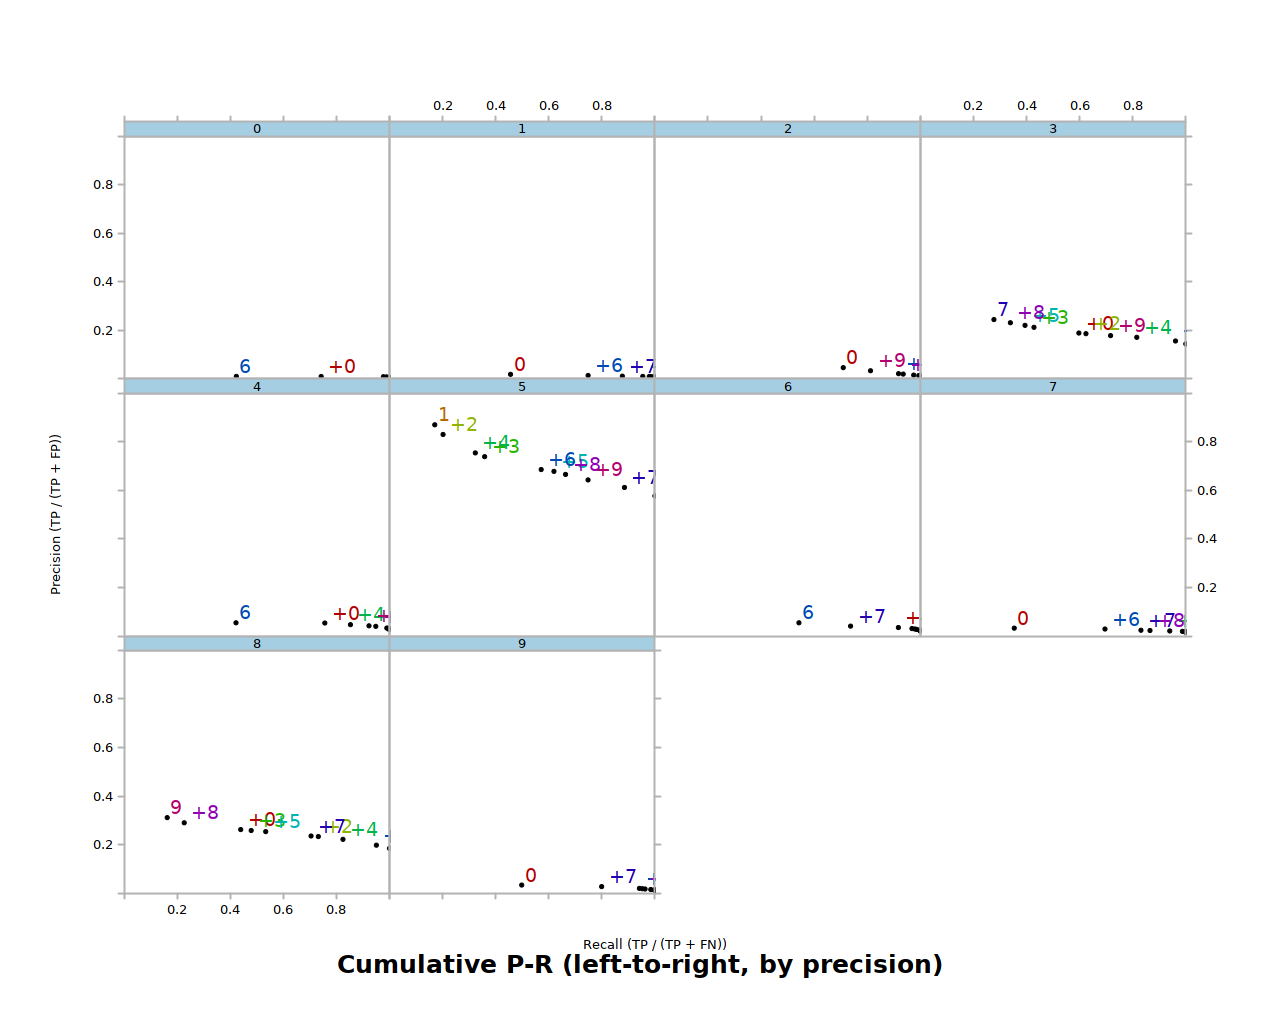 0.2 0.4 0.6 0.8 0.2 0.4 0.6 0.8
0 1 2 3
0.8
0.6
0.4
0.2
6 +0
0 +6 +7
0 +9
7 +8 +5 +3 +0 +2 +9 +4
4 5 6 7
0.8
0.6
0.4
0.2
6 +0 +4
1 +2 +4 +3 +6 +5 +8 +9 +7
6 +7
0 +6 +7 +8
8 9
0.8
0.6
0.4
0.2
9 +8 +0 +3 +5 +7 +2 +4
0 +7
0.2 0.4 0.6 0.8
Precision (TP / (TP + FP))
Recall (TP / (TP + FN))
Cumulative P-R (left-to-right, by precision)